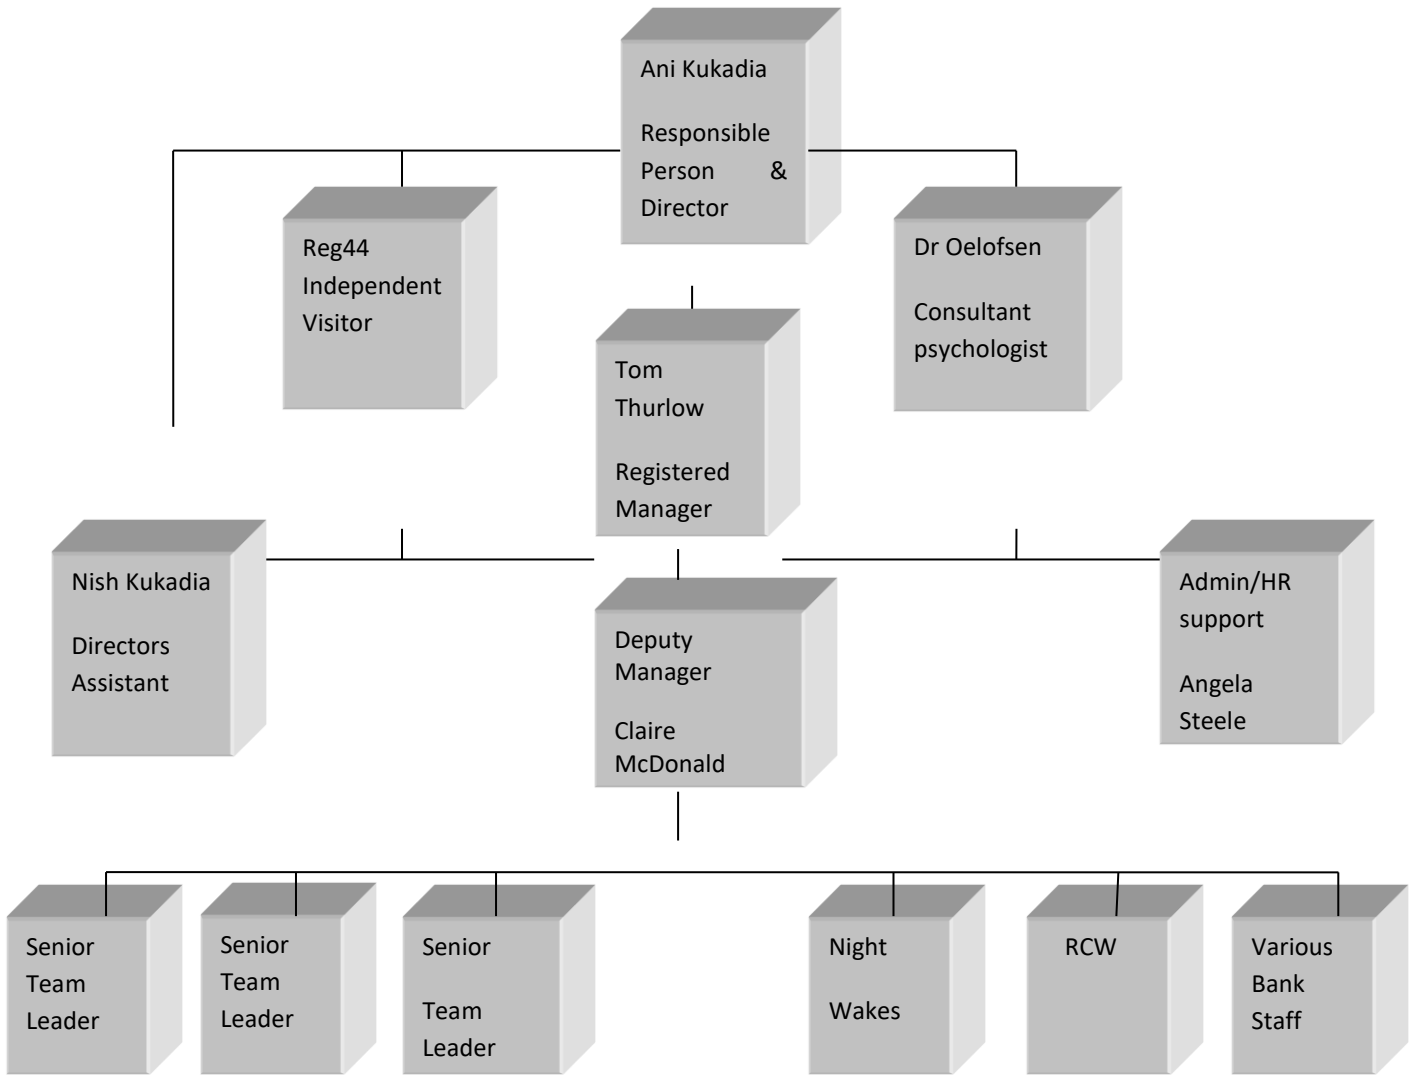 Ani Kukadia
Responsible
Person &
Director
Reg44
Independent
Visitor
Dr Oelofsen
Consultant
psychologist
Tom
Thurlow
Registered
Manager
Nish Kukadia
Directors
Assistant
Deputy
Manager
Claire
McDonald
Admin/HR
support
Angela
Steele
Senior
Team
Leader
Senior
Team
Leader
Senior
Team
Leader
Night
Wakes
RCW
Various
Bank
Staff